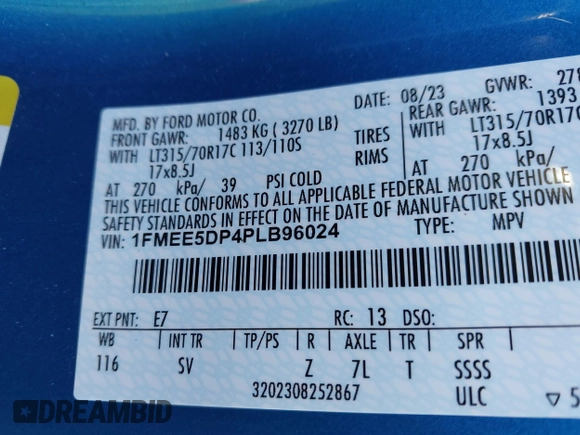 MFD. BY FORD MOTOR CO.
DATE: 08/23
GVWR:
FRONT GAWR: 1483 KG ( 3270 LB)
REAR GAWR: 1393
WITH LT315/70R17C 113/110S
TIRES
WITH LT315/70R17C
17x8.5J
RIMS
17x8.5J
AT 270 kPa/ 39 PSI COLD
AT 270 kPa/
THIS VEHICLE CONFORMS TO ALL APPLICABLE FEDERAL MOTOR VEHICLE
SAFETY STANDARDS IN EFFECT ON THE DATE OF MANUFACTURE SHOWN
VIN: 1FMEE5DP4PLB96024
TYPE: MPV
EXT PNT: E7 RC: 13 DSO:
WB INT TR TP/PS R AXLE TR SPR
116 SV Z 7L T SSSS
3202308252867 ULC
DREAMBID